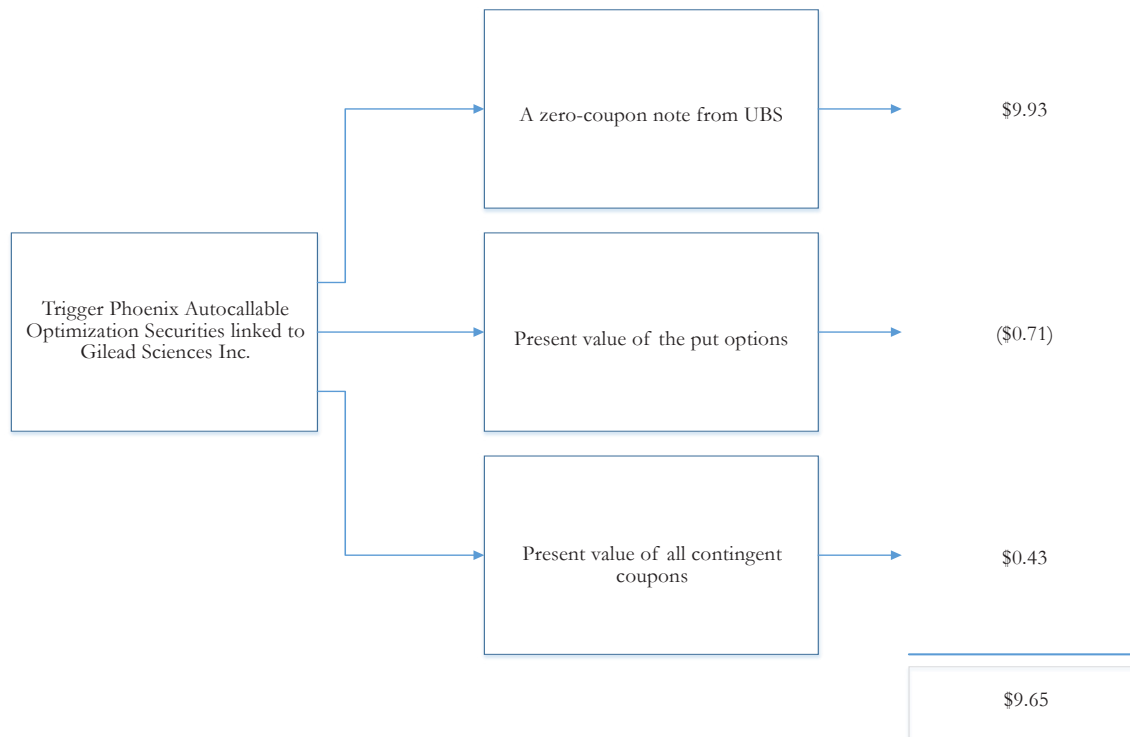 A zero-coupon note from UBS
$9.93
Trigger Phoenix Autocallable
Optimization Securities linked to
Gilead Sciences Inc.
Present value of the put options
($0.71)
Present value of all contingent
coupons
$0.43
$9.65